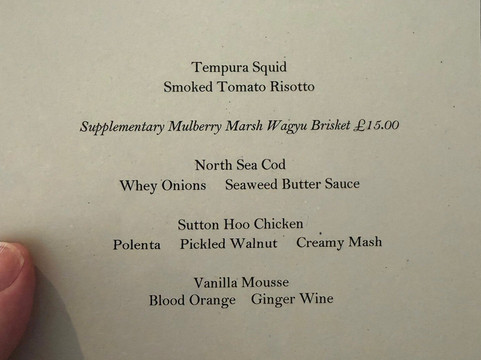 Tempura Squid
Smoked Tomato Risotto
Supplementary Mulberry Marsh Wagyu Brisket £15.00
North Sea Cod
Whey Onions Seaweed Butter Sauce
Sutton Hoo Chicken
Polenta Pickled Walnut Creamy Mash
Vanilla Mousse
Blood Orange Ginger Wine